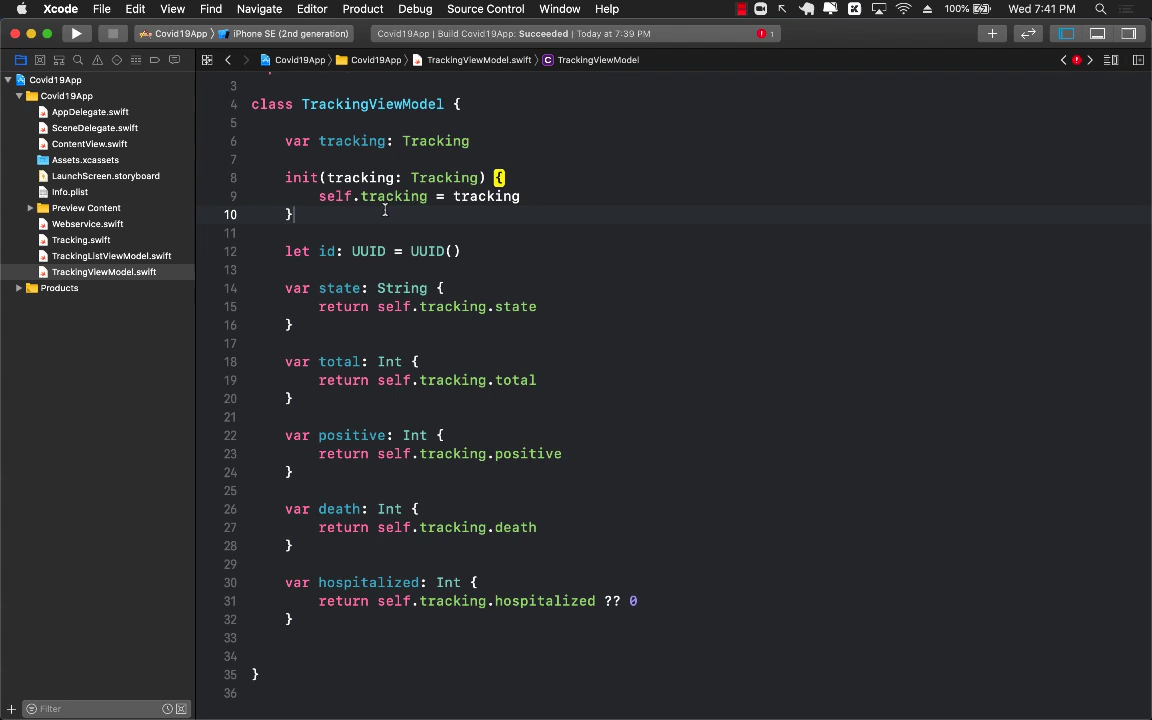 Xcode File Edit View Find Navigate Editor Product Debug Source Control Window Help 100% Wed 7:41 PM
Covid19App › iPhone SE (2nd generation) Covid19App | Build Covid19App: Succeeded | Today at 7:39 PM 1
Covid19App › Covid19App › TrackingViewModel.swift › C TrackingViewModel
Covid19App
Covid19App
AppDelegate.swift
SceneDelegate.swift
ContentView.swift
Assets.xcassets
LaunchScreen.storyboard
Info.plist
Preview Content
Webservice.swift
Tracking.swift
TrackingListViewModel.swift
TrackingViewModel.swift
Products
Filter
3
4 class TrackingViewModel {
5
6 var tracking: Tracking
7
8 init(tracking: Tracking) {
9 self.tracking = tracking
10 }
11
12 let id: UUID = UUID()
13
14 var state: String {
15 return self.tracking.state
16 }
17
18 var total: Int {
19 return self.tracking.total
20 }
21
22 var positive: Int {
23 return self.tracking.positive
24 }
25
26 var death: Int {
27 return self.tracking.death
28 }
29
30 var hospitalized: Int {
31 return self.tracking.hospitalized ?? 0
32 }
33
34
35 }
36